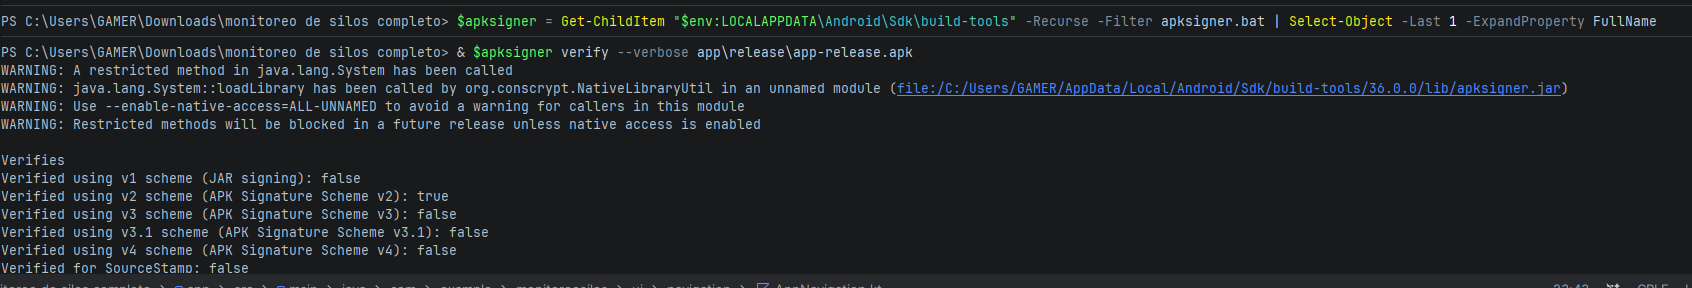 PS C:\Users\GAMER\Downloads\monitoreo de silos completo> $apksigner = Get-ChildItem "$env:LOCALAPPDATA\Android\Sdk\build-tools" -Recurse -Filter apksigner.bat | Select-Object -Last 1 -ExpandProperty FullName
PS C:\Users\GAMER\Downloads\monitoreo de silos completo> & $apksigner verify --verbose app\release\app-release.apk
WARNING: A restricted method in java.lang.System has been called
WARNING: java.lang.System::loadLibrary has been called by org.conscrypt.NativeLibraryUtil in an unnamed module (file:/C:/Users/GAMER/AppData/Local/Android/Sdk/build-tools/36.0.0/lib/apksigner.jar)
WARNING: Use --enable-native-access=ALL-UNNAMED to avoid a warning for callers in this module
WARNING: Restricted methods will be blocked in a future release unless native access is enabled
Verifies
Verified using v1 scheme (JAR signing): false
Verified using v2 scheme (APK Signature Scheme v2): true
Verified using v3 scheme (APK Signature Scheme v3): false
Verified using v3.1 scheme (APK Signature Scheme v3.1): false
Verified using v4 scheme (APK Signature Scheme v4): false
Verified for SourceStamp: false